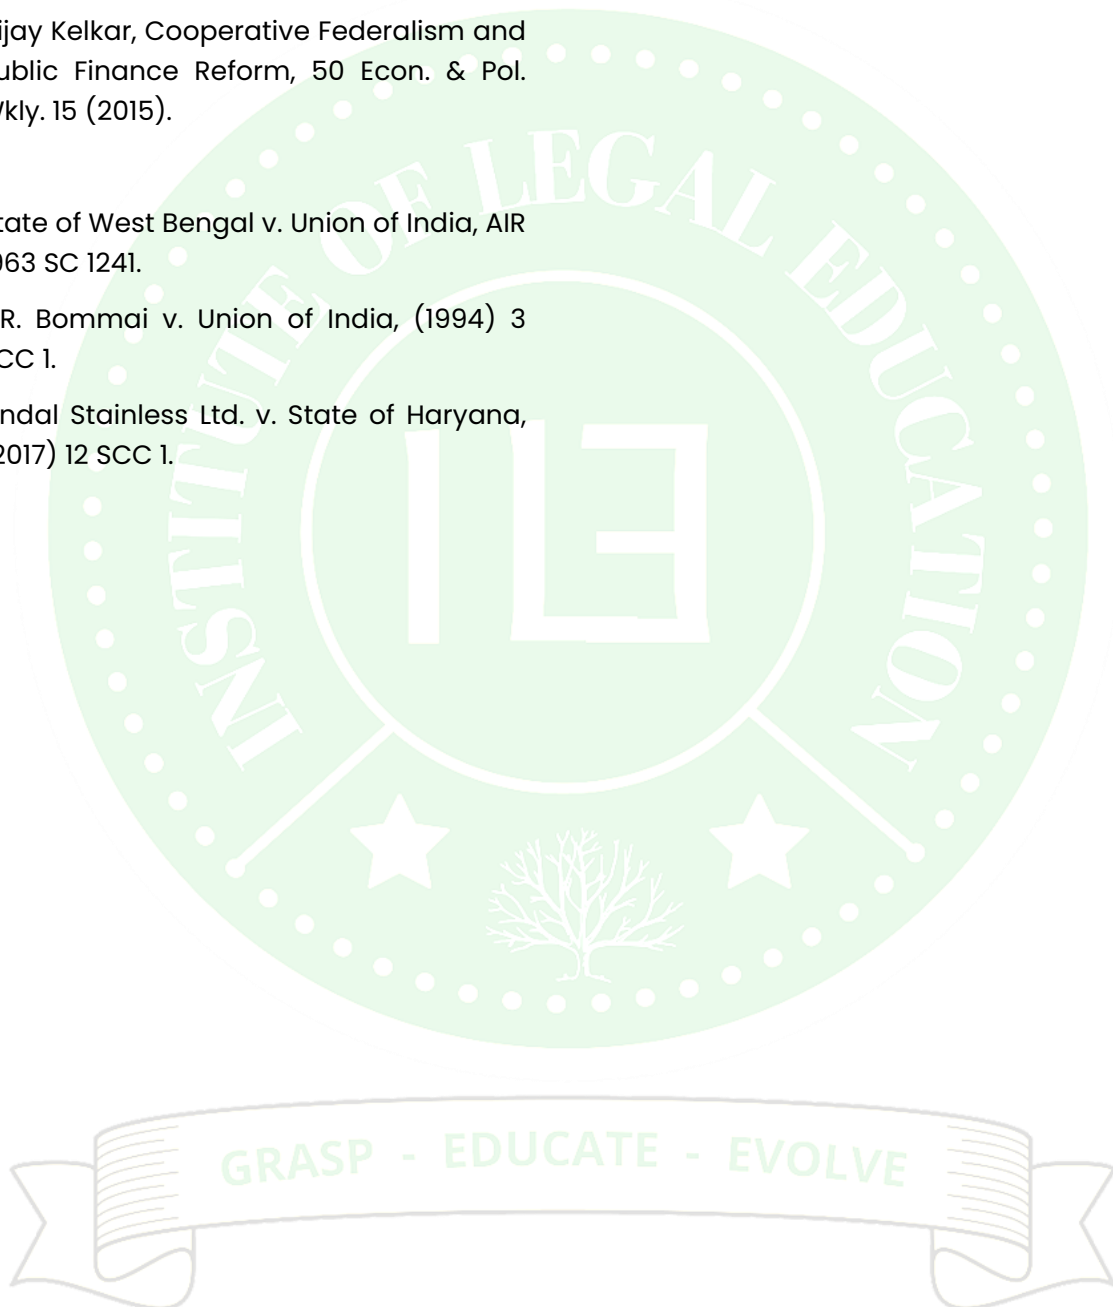 ijay Kelkar, Cooperative Federalism and
ublic Finance Reform, 50 Econ. & Pol.
kly. 15 (2015).
tate of West Bengal v. Union of India, AIR
963 SC 1241.
R. Bommai v. Union of India, (1994) 3
CC 1.
ndal Stainless Ltd. v. State of Haryana,
2017) 12 SCC 1.
INSTITUTE OF LEGAL EDUCATION
ILE
GRASP - EDUCATE - EVOLVE